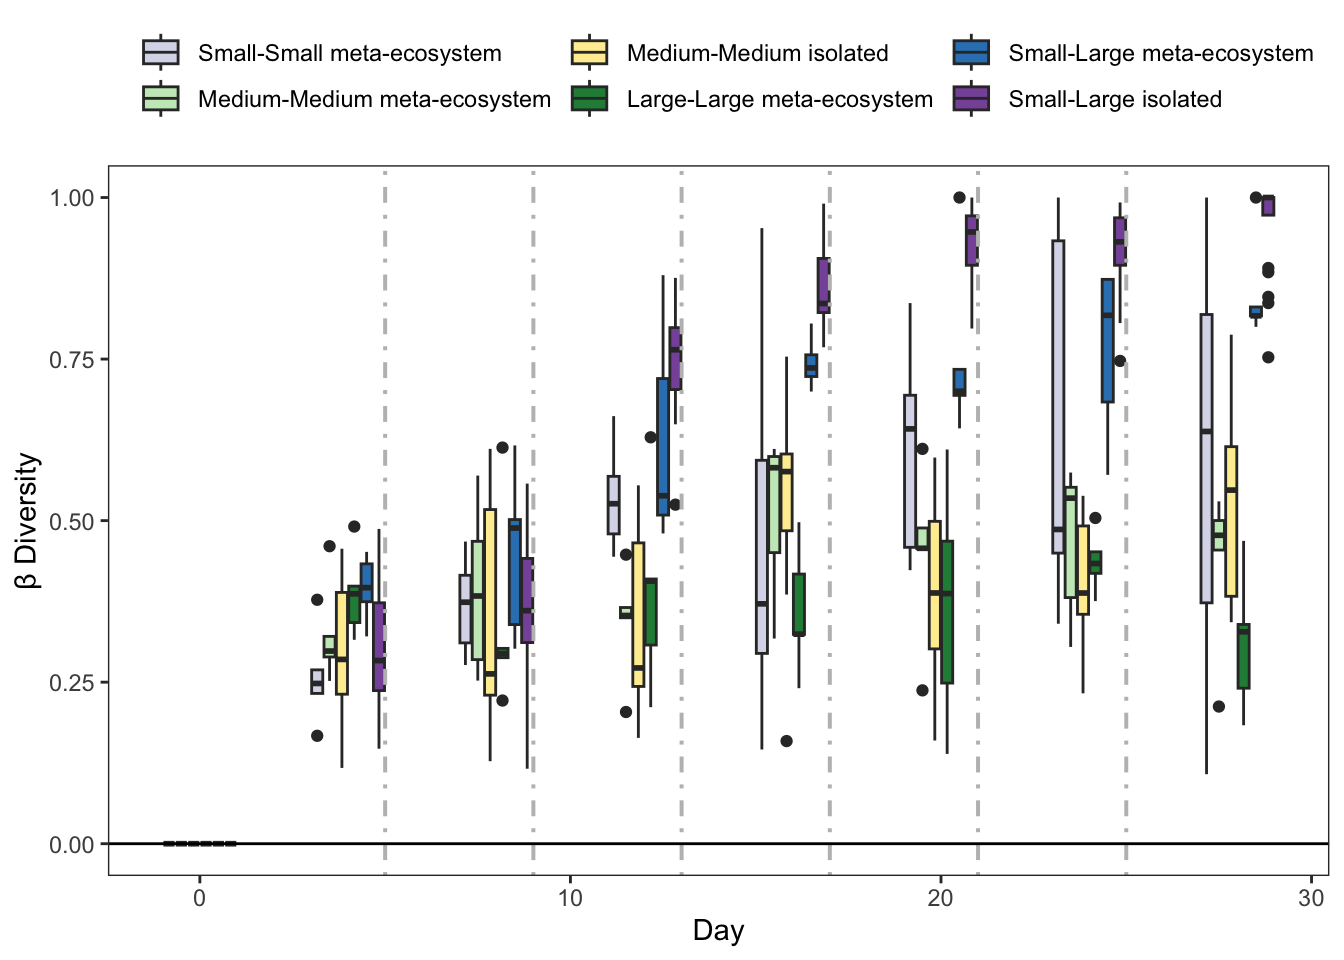 Small-Small meta-ecosystem Medium-Medium isolated Small-Large meta-ecosystem
Medium-Medium meta-ecosystem Large-Large meta-ecosystem Small-Large isolated
1.00
0.75
0.50
0.25
0.00
β Diversity
0 10 20 30
Day